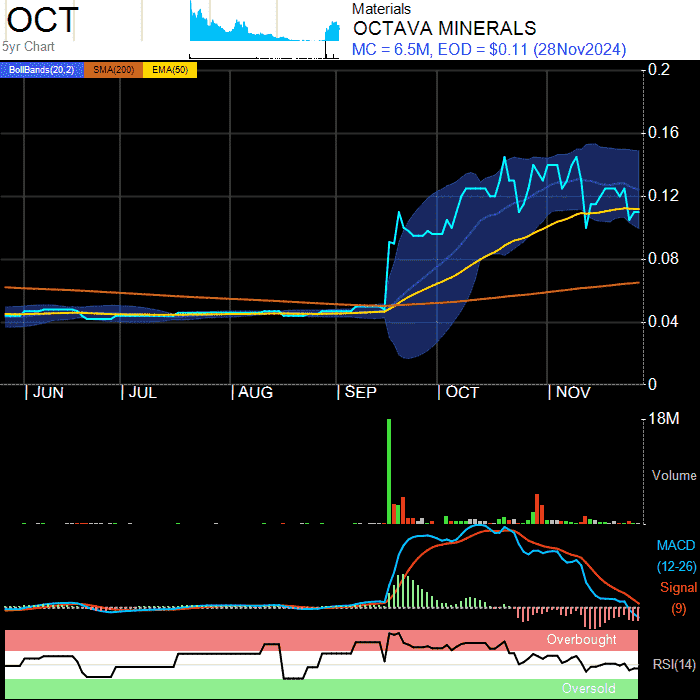 OCT
5yr Chart
Materials
OCTAVA MINERALS
MC = 6.5M, EOD = $0.11 (28Nov2024)
BollBands(20,2) SMA(200) EMA(50)
0.2
0.16
0.12
0.08
0.04
0
JUN JUL AUG SEP OCT NOV
18M
Volume
MACD
(12-26)
Signal
(9)
Overbought
RSI(14)
Oversold